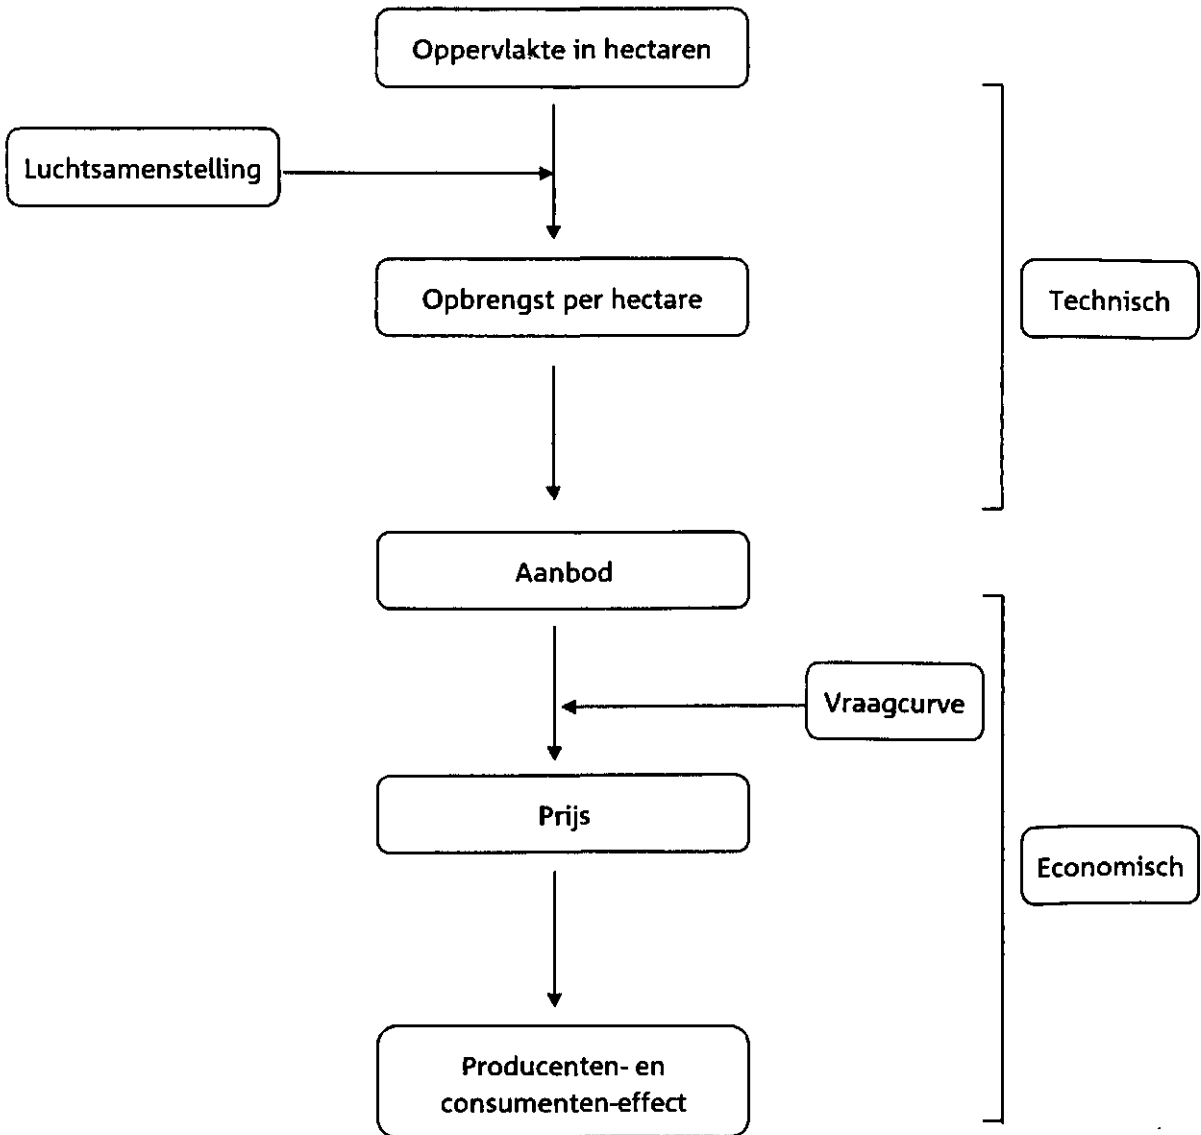 Oppervlakte in hectaren
Luchtsamenstelling
Opbrengst per hectare
Technisch
Aanbod
Vraagcurve
Prijs
Economisch
Producenten- en
consumenten-effect